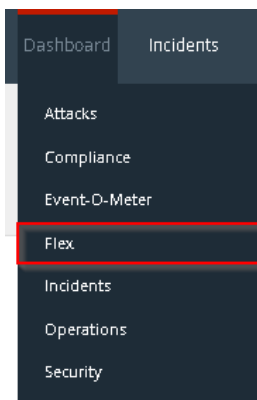 Dashboard Incidents
Attacks
Compliance
Event-O-Meter
Flex
Incidents
Operations
Security